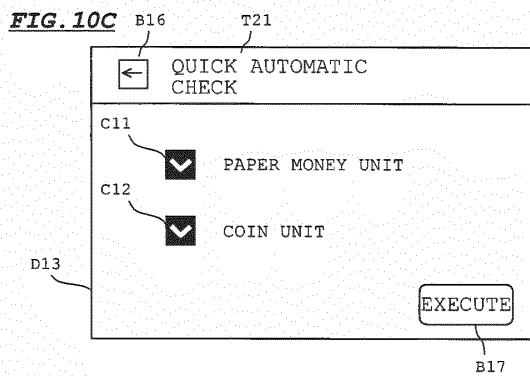 FIG. 10C
B16
T21
QUICK AUTOMATIC
CHECK
C11
PAPER MONEY UNIT
C12
COIN UNIT
D13
EXECUTE
B17